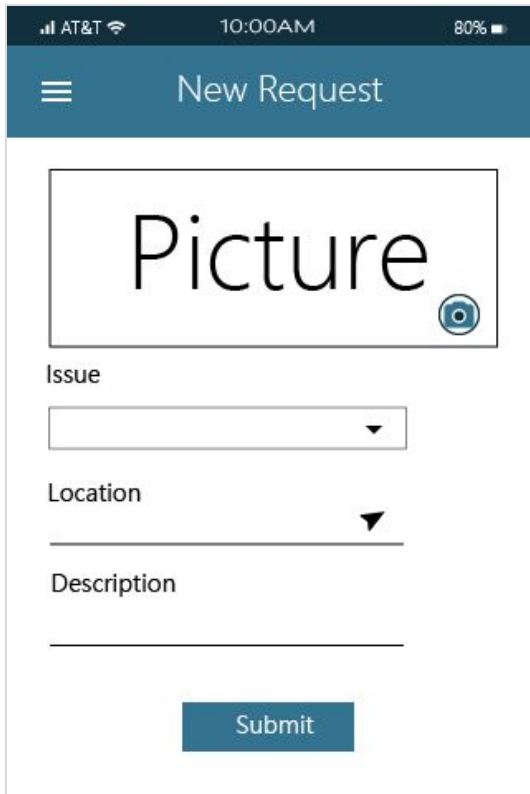 AT&T 10:00AM 80%
New Request
Picture
Issue
Location
Description
Submit